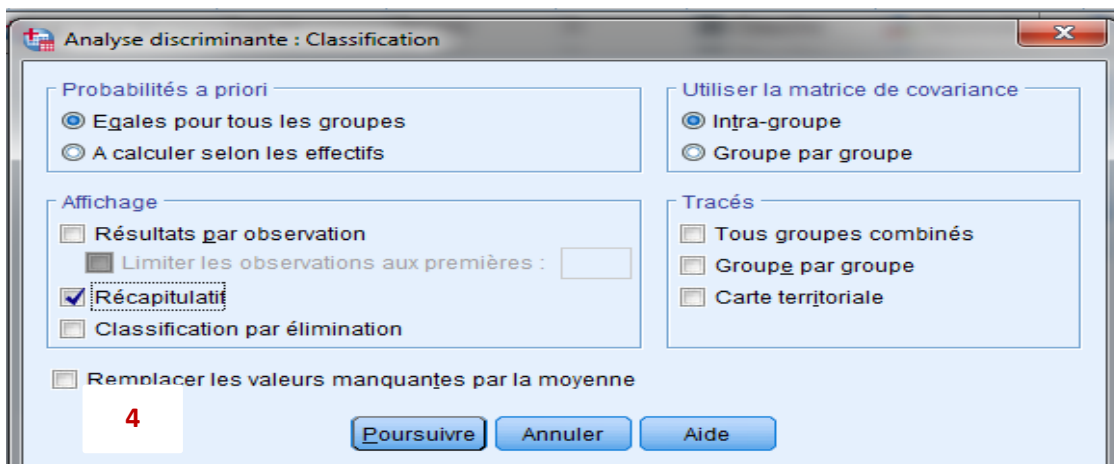 Analyse discriminante : Classification
Probabilités a priori
Egales pour tous les groupes
A calculer selon les effectifs
Utiliser la matrice de covariance
Intra-groupe
Groupe par groupe
Affichage
Résultats par observation
Limiter les observations aux premières :
Récapitulatif
Classification par élimination
Tracés
Tous groupes combinés
Groupe par groupe
Carte territoriale
Remplacer les valeurs manquantes par la moyenne
4
Poursuivre Annuler Aide